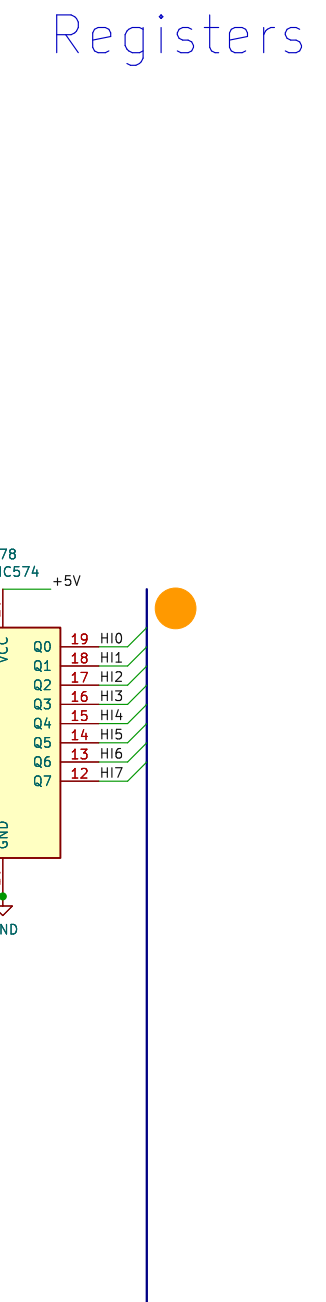 Registers
78
HC574
+5V
VCC
Q0 19 HI0
Q1 18 HI1
Q2 17 HI2
Q3 16 HI3
Q4 15 HI4
Q5 14 HI5
Q6 13 HI6
Q7 12 HI7
GND
ND